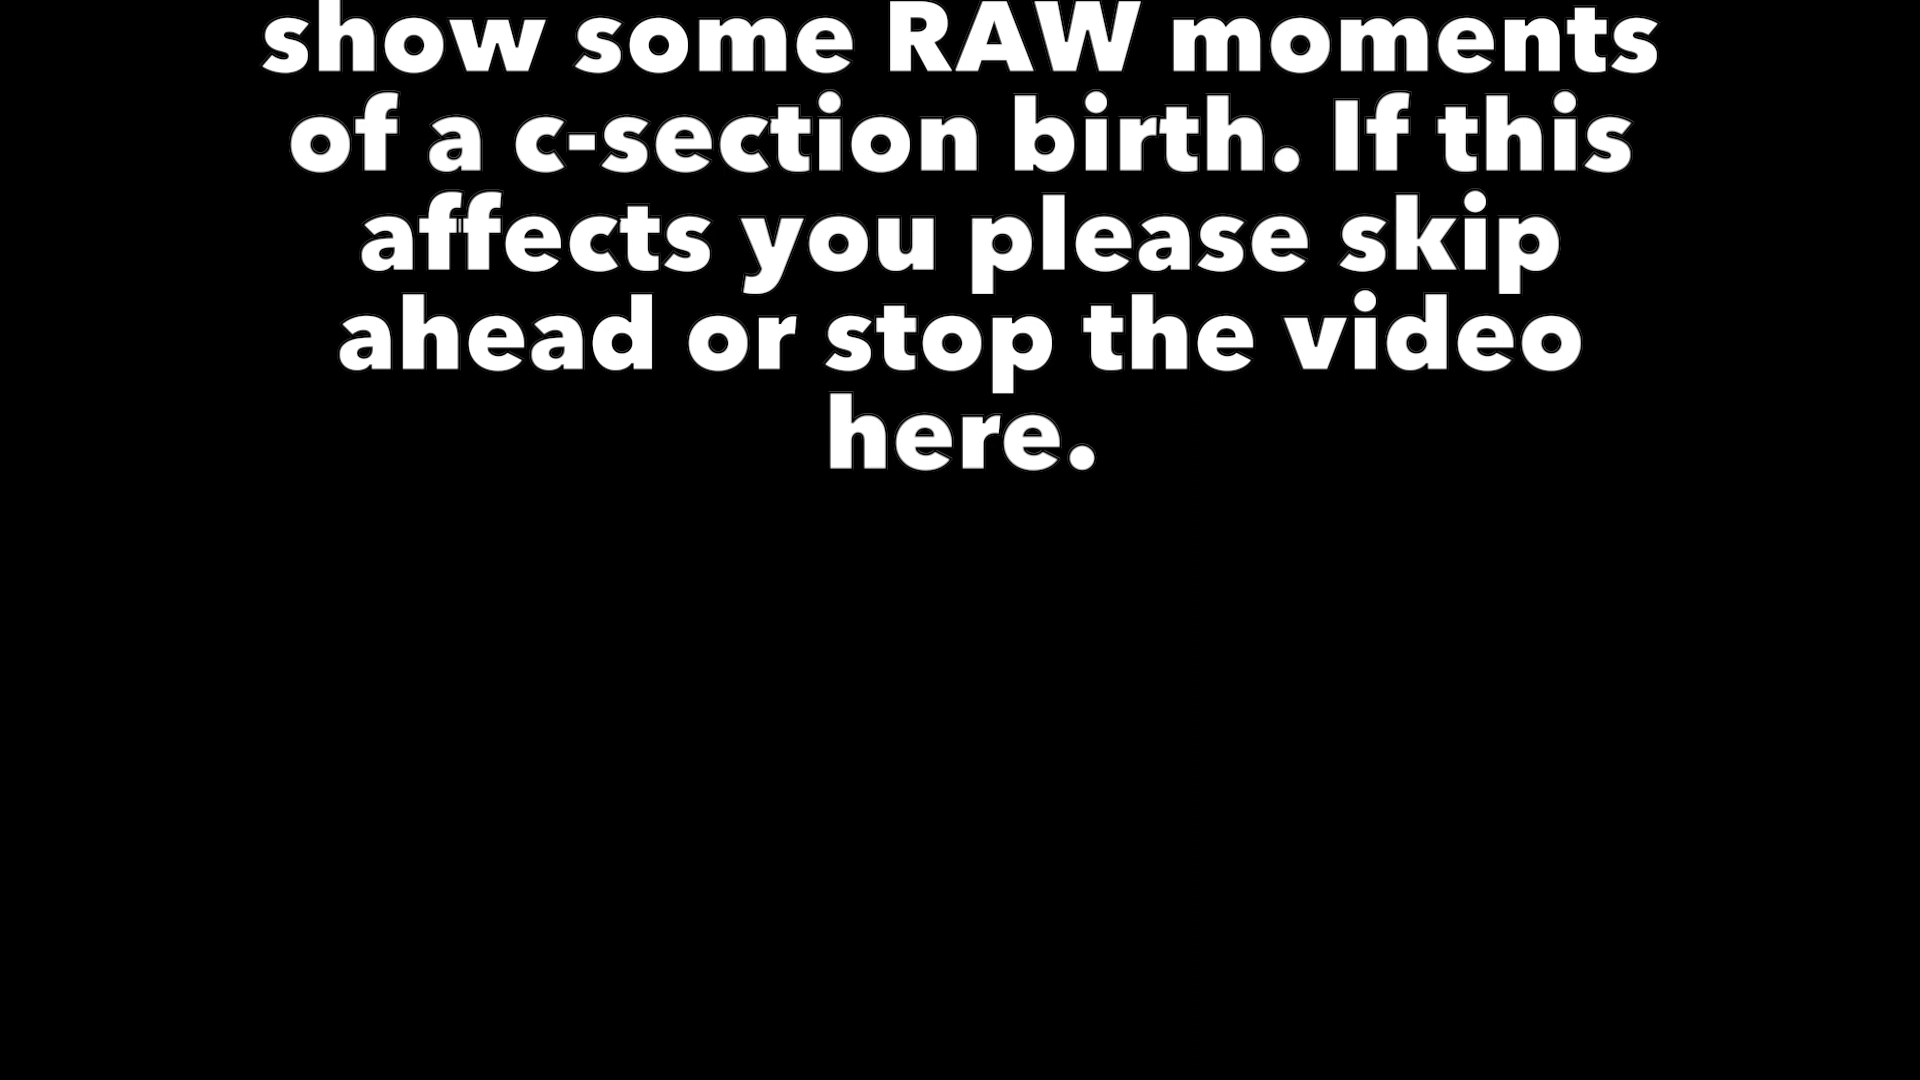 show some RAW moments
of a c-section birth. If this
affects you please skip
ahead or stop the video
here.